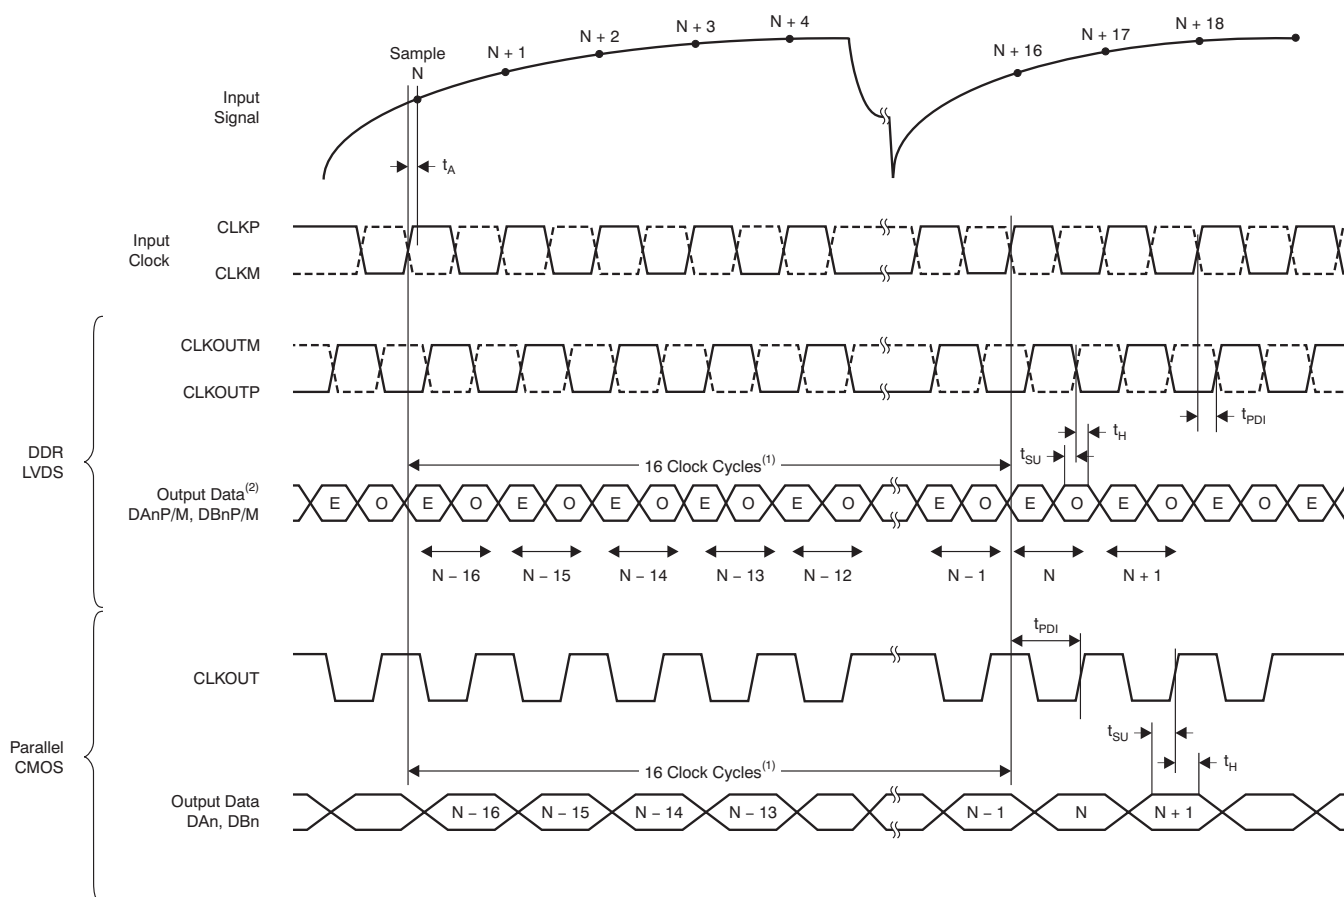 N + 1
N + 2
N + 3
N + 4
N + 16
N + 17
N + 18
Sample
N
Input
Signal
tA
CLKP
Input
Clock
CLKM
CLKOUTM
CLKOUTP
tPDI
tH
tSU
DDR
LVDS
16 Clock Cycles(1)
Output Data(2)
DAnP/M, DBnP/M
E O E O E O E O E O E O E O E O E O E O E
N − 16 N − 15 N − 14 N − 13 N − 12 N − 1 N N + 1
tPDI
CLKOUT
tSU
tH
Parallel
CMOS
16 Clock Cycles(1)
Output Data
DAn, DBn
N − 16 N − 15 N − 14 N − 13 N − 1 N N + 1